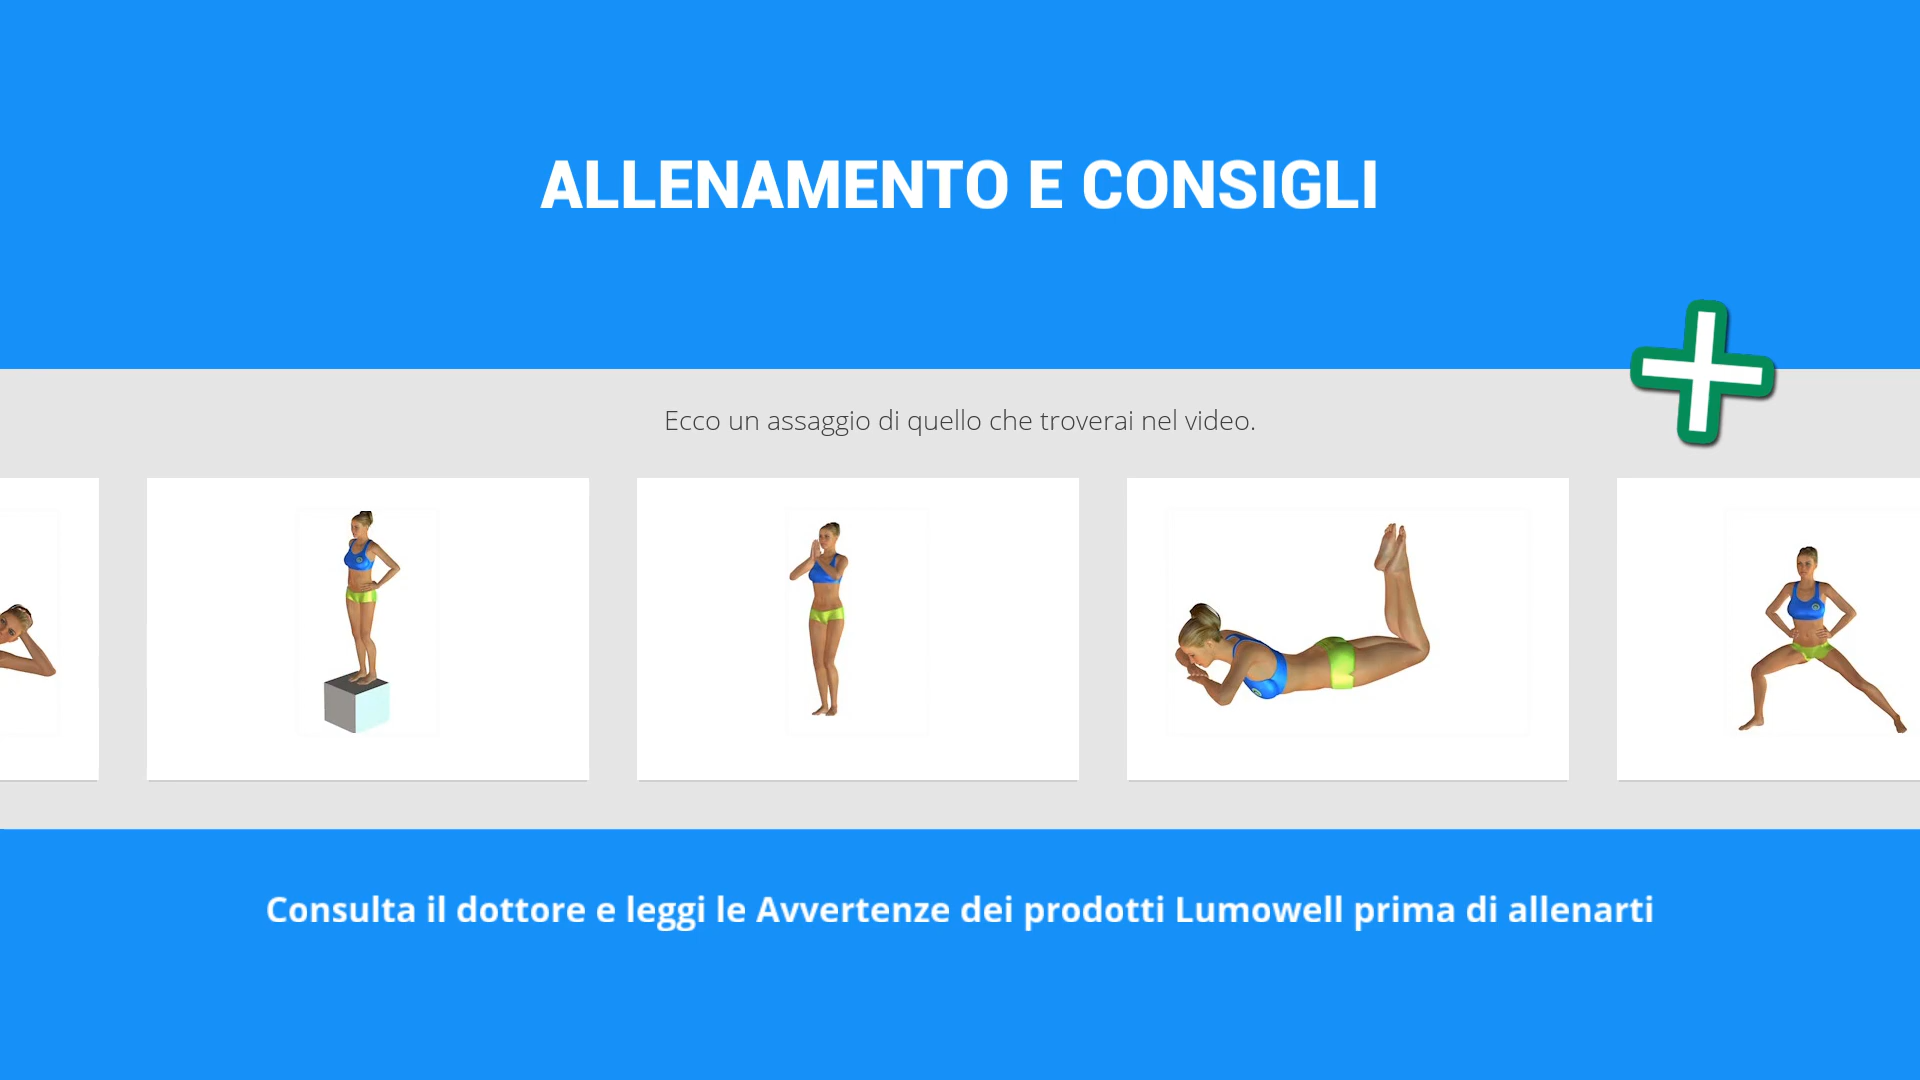 ALLENAMENTO E CONSIGLI
Ecco un assaggio di quello che troverai nel video.
Consulta il dottore e leggi le Avvertenze dei prodotti Lumowell prima di allenarti